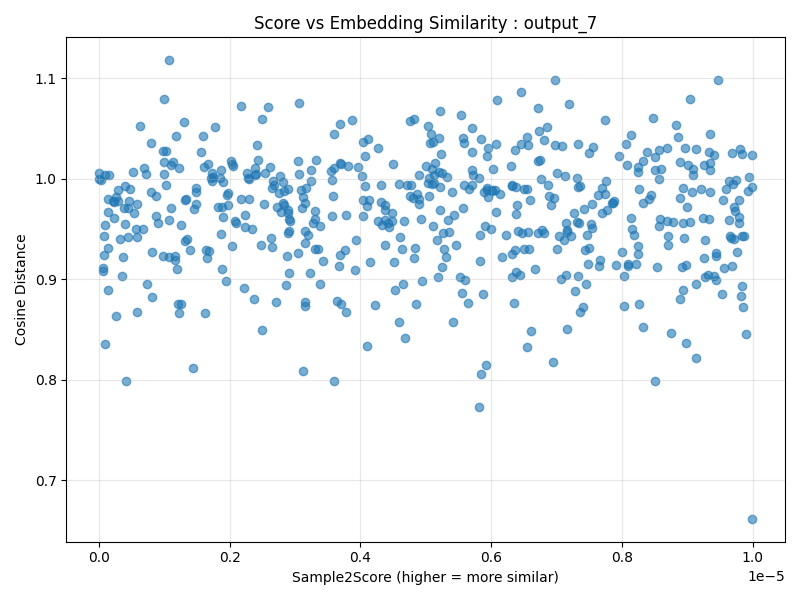 Score vs Embedding Similarity : output_7
1.1
1.0
0.9
0.8
0.7
Cosine Distance
0.0 0.2 0.4 0.6 0.8 1.0
1e−5
Sample2Score (higher = more similar)